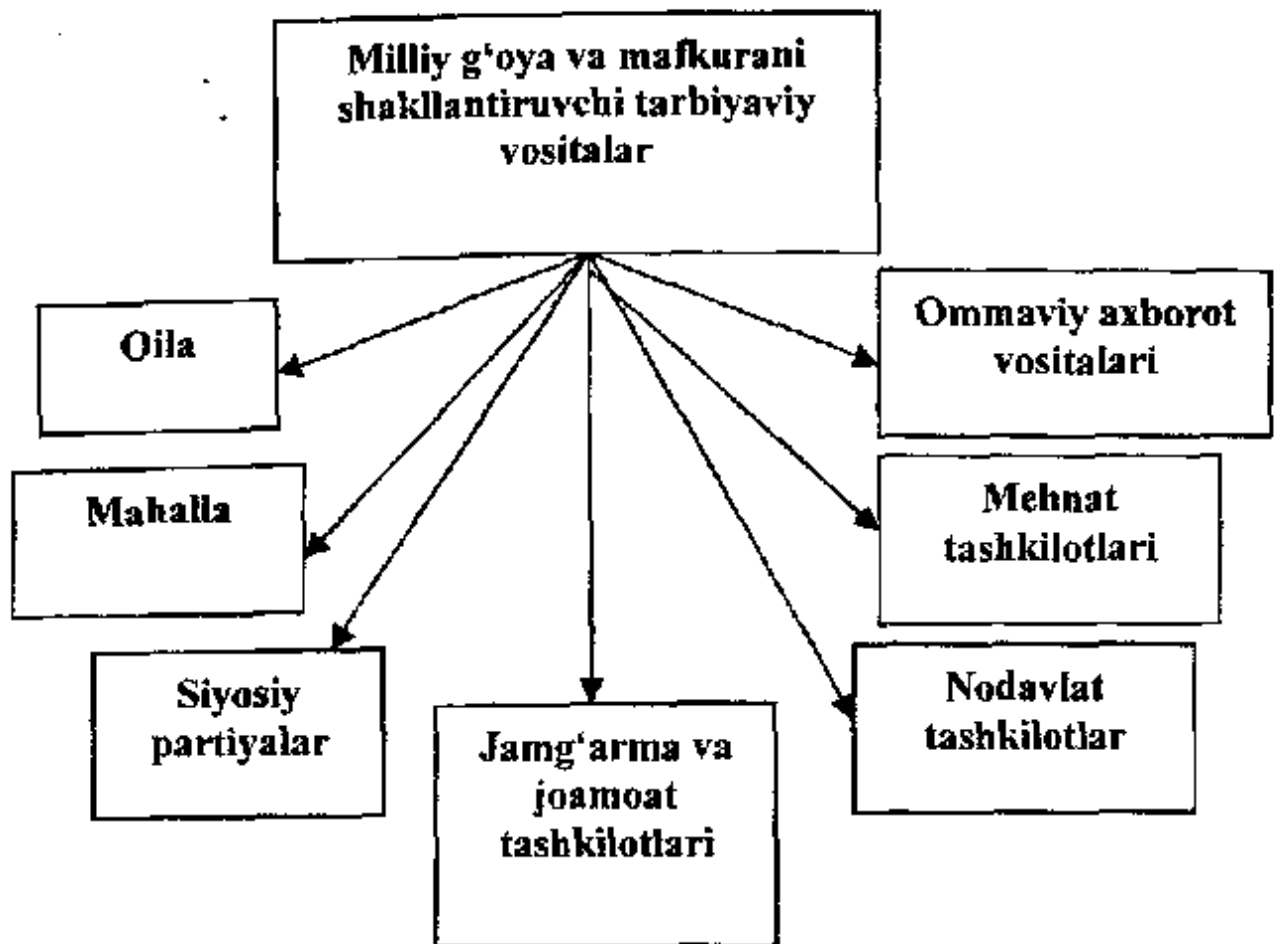 Milliy g‘oya va mafkurani
shakllantiruvchi tarbiyaviy
vositalar
Oila
Ommaviy axborot
vositalari
Mahalla
Mehnat
tashkilotlari
Siyosiy
partiyalar
Jamg‘arma va
joamoat
tashkilotlari
Nodavlat
tashkilotlar